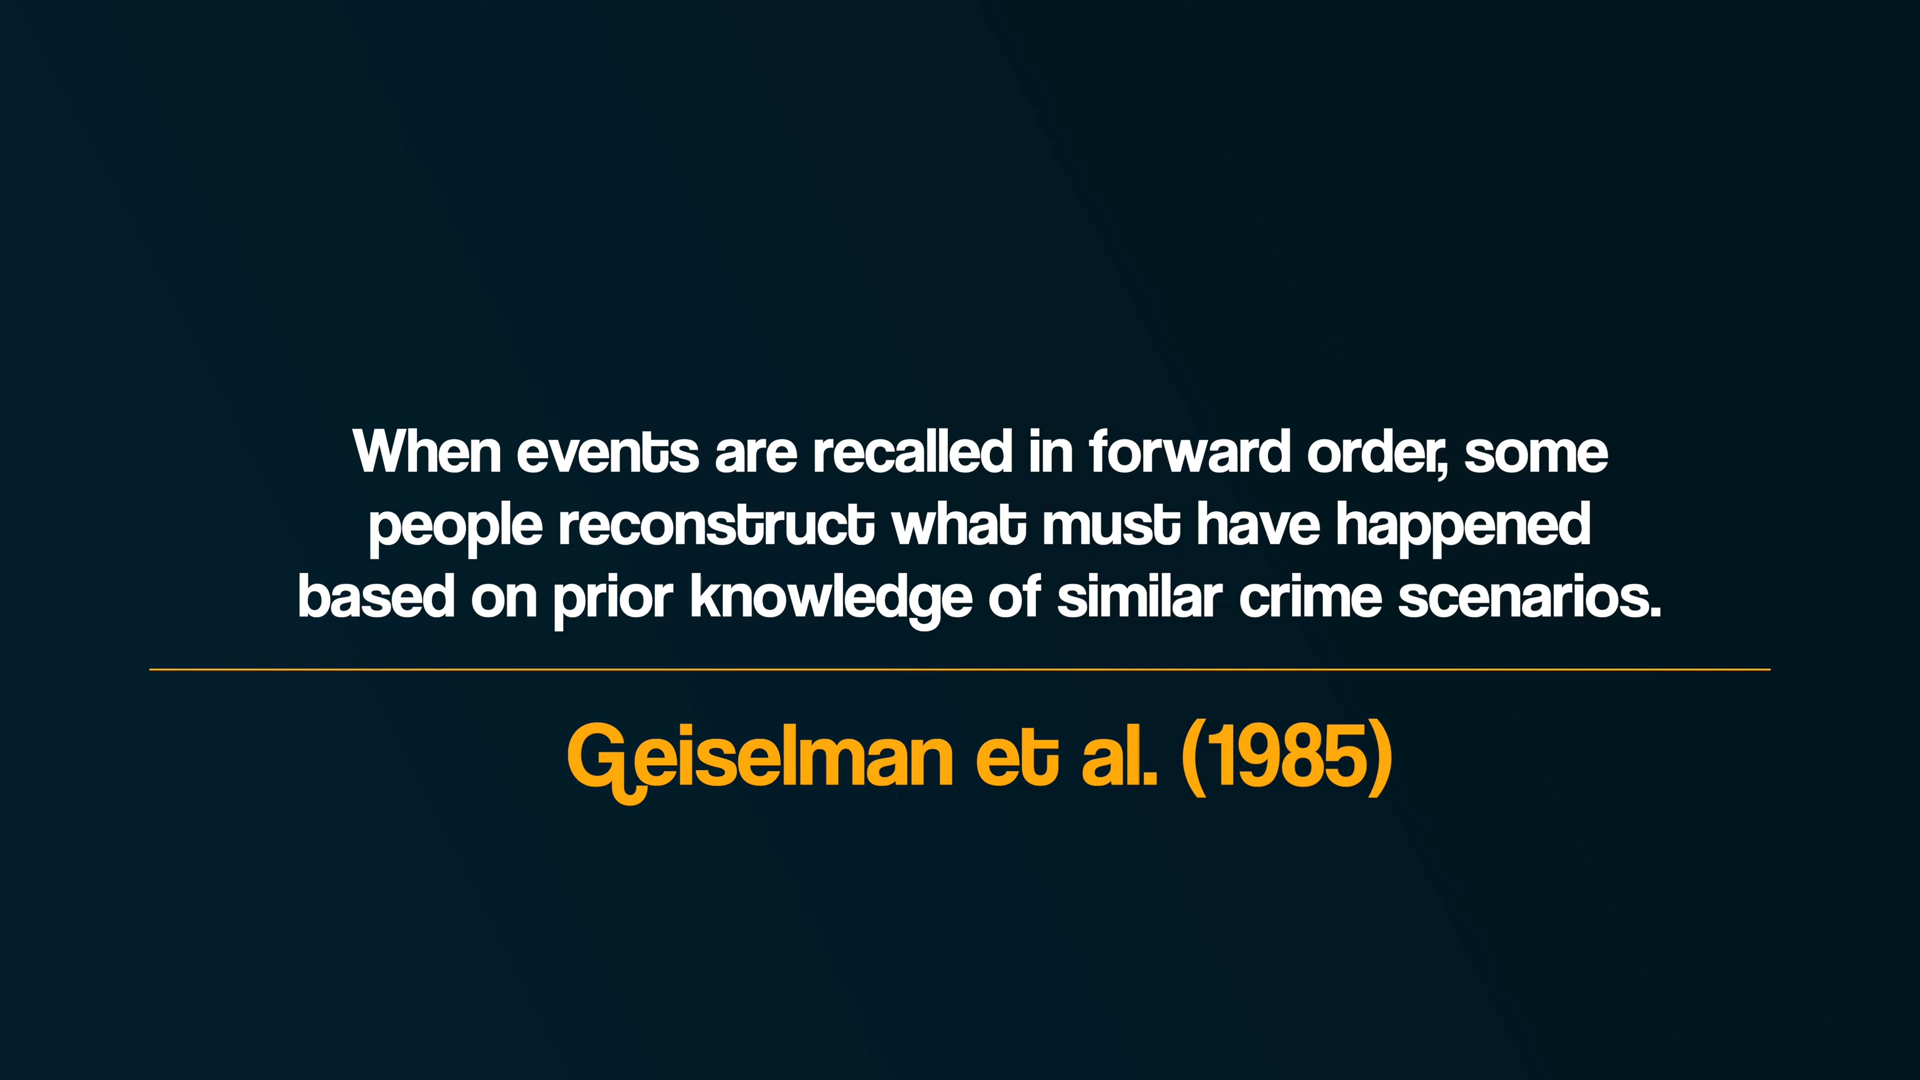 When events are recalled in forward order, some
people reconstruct what must have happened
based on prior knowledge of similar crime scenarios.
Geiselman et al. (1985)